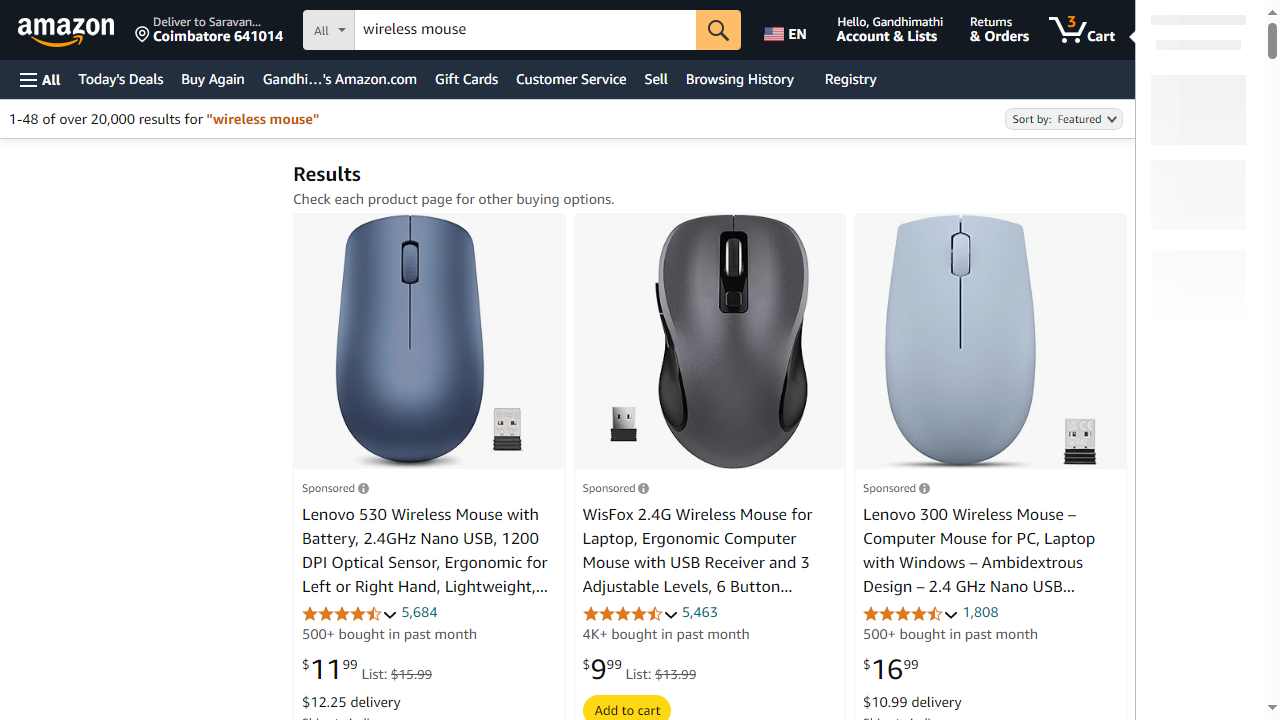 amazon
Deliver to Saravan...
Coimbatore 641014
All
wireless mouse
EN
Hello, Gandhimathi
Account & Lists
Returns
& Orders
3
Cart
All
Today's Deals
Buy Again
Gandhi...'s Amazon.com
Gift Cards
Customer Service
Sell
Browsing History
Registry
1-48 of over 20,000 results for "wireless mouse"
Sort by: Featured
Results
Check each product page for other buying options.
Sponsored
Lenovo 530 Wireless Mouse with
Battery, 2.4GHz Nano USB, 1200
DPI Optical Sensor, Ergonomic for
Left or Right Hand, Lightweight,...
5,684
500+ bought in past month
$11.99 List: $15.99
$12.25 delivery
Sponsored
WisFox 2.4G Wireless Mouse for
Laptop, Ergonomic Computer
Mouse with USB Receiver and 3
Adjustable Levels, 6 Button...
5,463
4K+ bought in past month
$9.99 List: $13.99
Add to cart
Sponsored
Lenovo 300 Wireless Mouse –
Computer Mouse for PC, Laptop
with Windows – Ambidextrous
Design – 2.4 GHz Nano USB...
1,808
500+ bought in past month
$16.99
$10.99 delivery